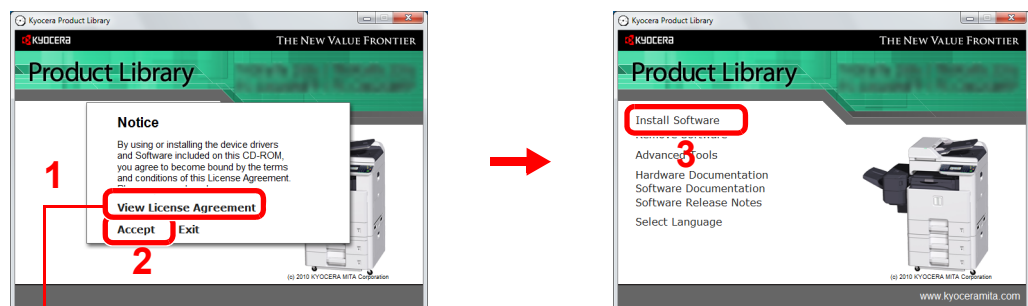 Kyocera Product Library
KYOCERA
THE NEW VALUE FRONTIER
Product Library
Notice
By using or installing the device drivers
and Software included on this CD-ROM,
you agree to become bound by the terms
and conditions of this License Agreement.
1
View License Agreement
Accept Exit
2
(c) 2010 KYOCERA MITA Corporation
Kyocera Product Library
KYOCERA
THE NEW VALUE FRONTIER
Product Library
Install Software
Remove Software
3
Advanced Tools
Hardware Documentation
Software Documentation
Software Release Notes
Select Language
(c) 2010 KYOCERA MITA Corporation
www.kyoceramita.com